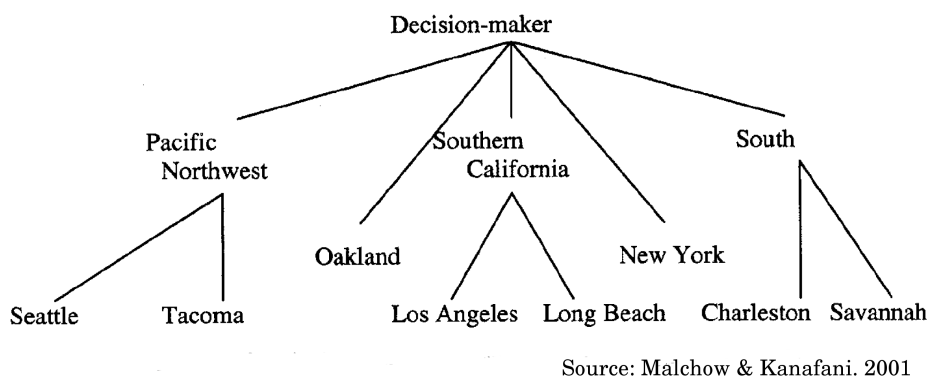 Decision-maker
Pacific
Northwest
Southern
California
South
Oakland
New York
Seattle
Tacoma
Los Angeles
Long Beach
Charleston
Savannah
Source: Malchow & Kanafani. 2001